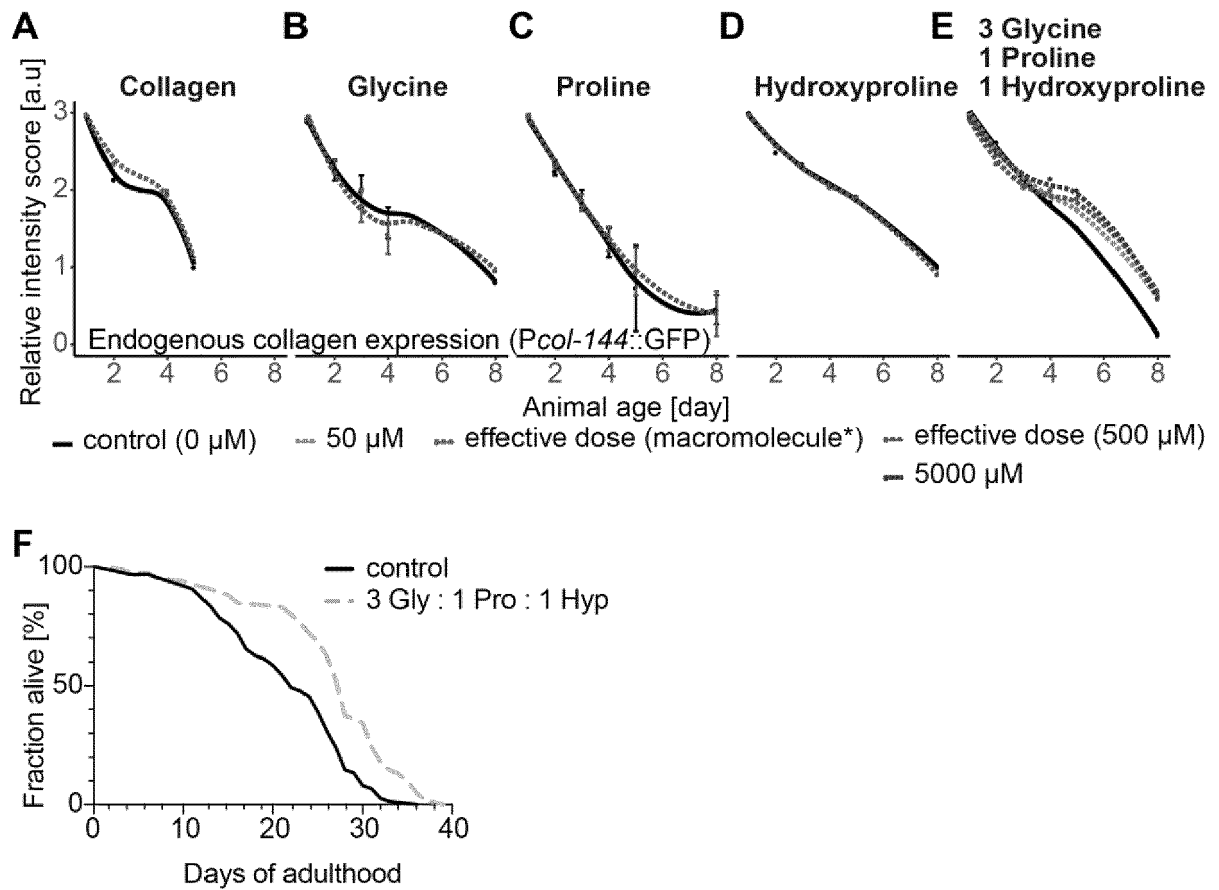 A B C D E
3 Glycine
1 Proline
1 Hydroxyproline
Collagen Glycine Proline Hydroxyproline
Relative intensity score [a.u]
3
2
1
0
Endogenous collagen expression (Pcol-144::GFP)
2 4 6 8 2 4 6 8 2 4 6 8 2 4 6 8 2 4 6 8
Animal age [day]
control (0 µM) 50 µM effective dose (macromolecule*) effective dose (500 µM)
5000 µM
F
Fraction alive [%]
100
50
0
control
3 Gly : 1 Pro : 1 Hyp
0 10 20 30 40
Days of adulthood